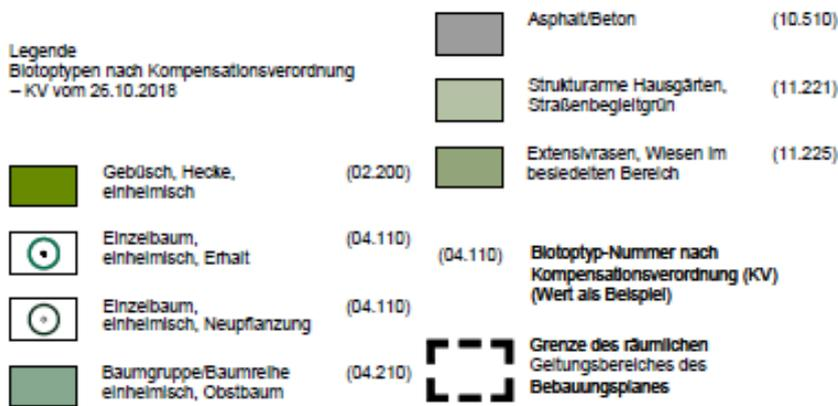 Legende
Biotoptypen nach Kompensationsverordnung
– KV vom 26.10.2018
Gebüsch, Hecke, (02.200)
einheimisch
Einzelbaum, (04.110)
einheimisch, Erhalt
Einzelbaum, (04.110)
einheimisch, Neupflanzung
Baumgruppe/Baumreihe (04.210)
einheimisch, Obstbaum
Asphalt/Beton (10.510)
Strukturarme Hausgärten, (11.221)
Straßenbegleitgrün
Extensivrasen, Wiesen im (11.225)
besiedelten Bereich
(04.110) Biotoptyp-Nummer nach
Kompensationsverordnung (KV)
(Wert als Beispiel)
Grenze des räumlichen
Geltungsbereiches des
Bebauungsplanes